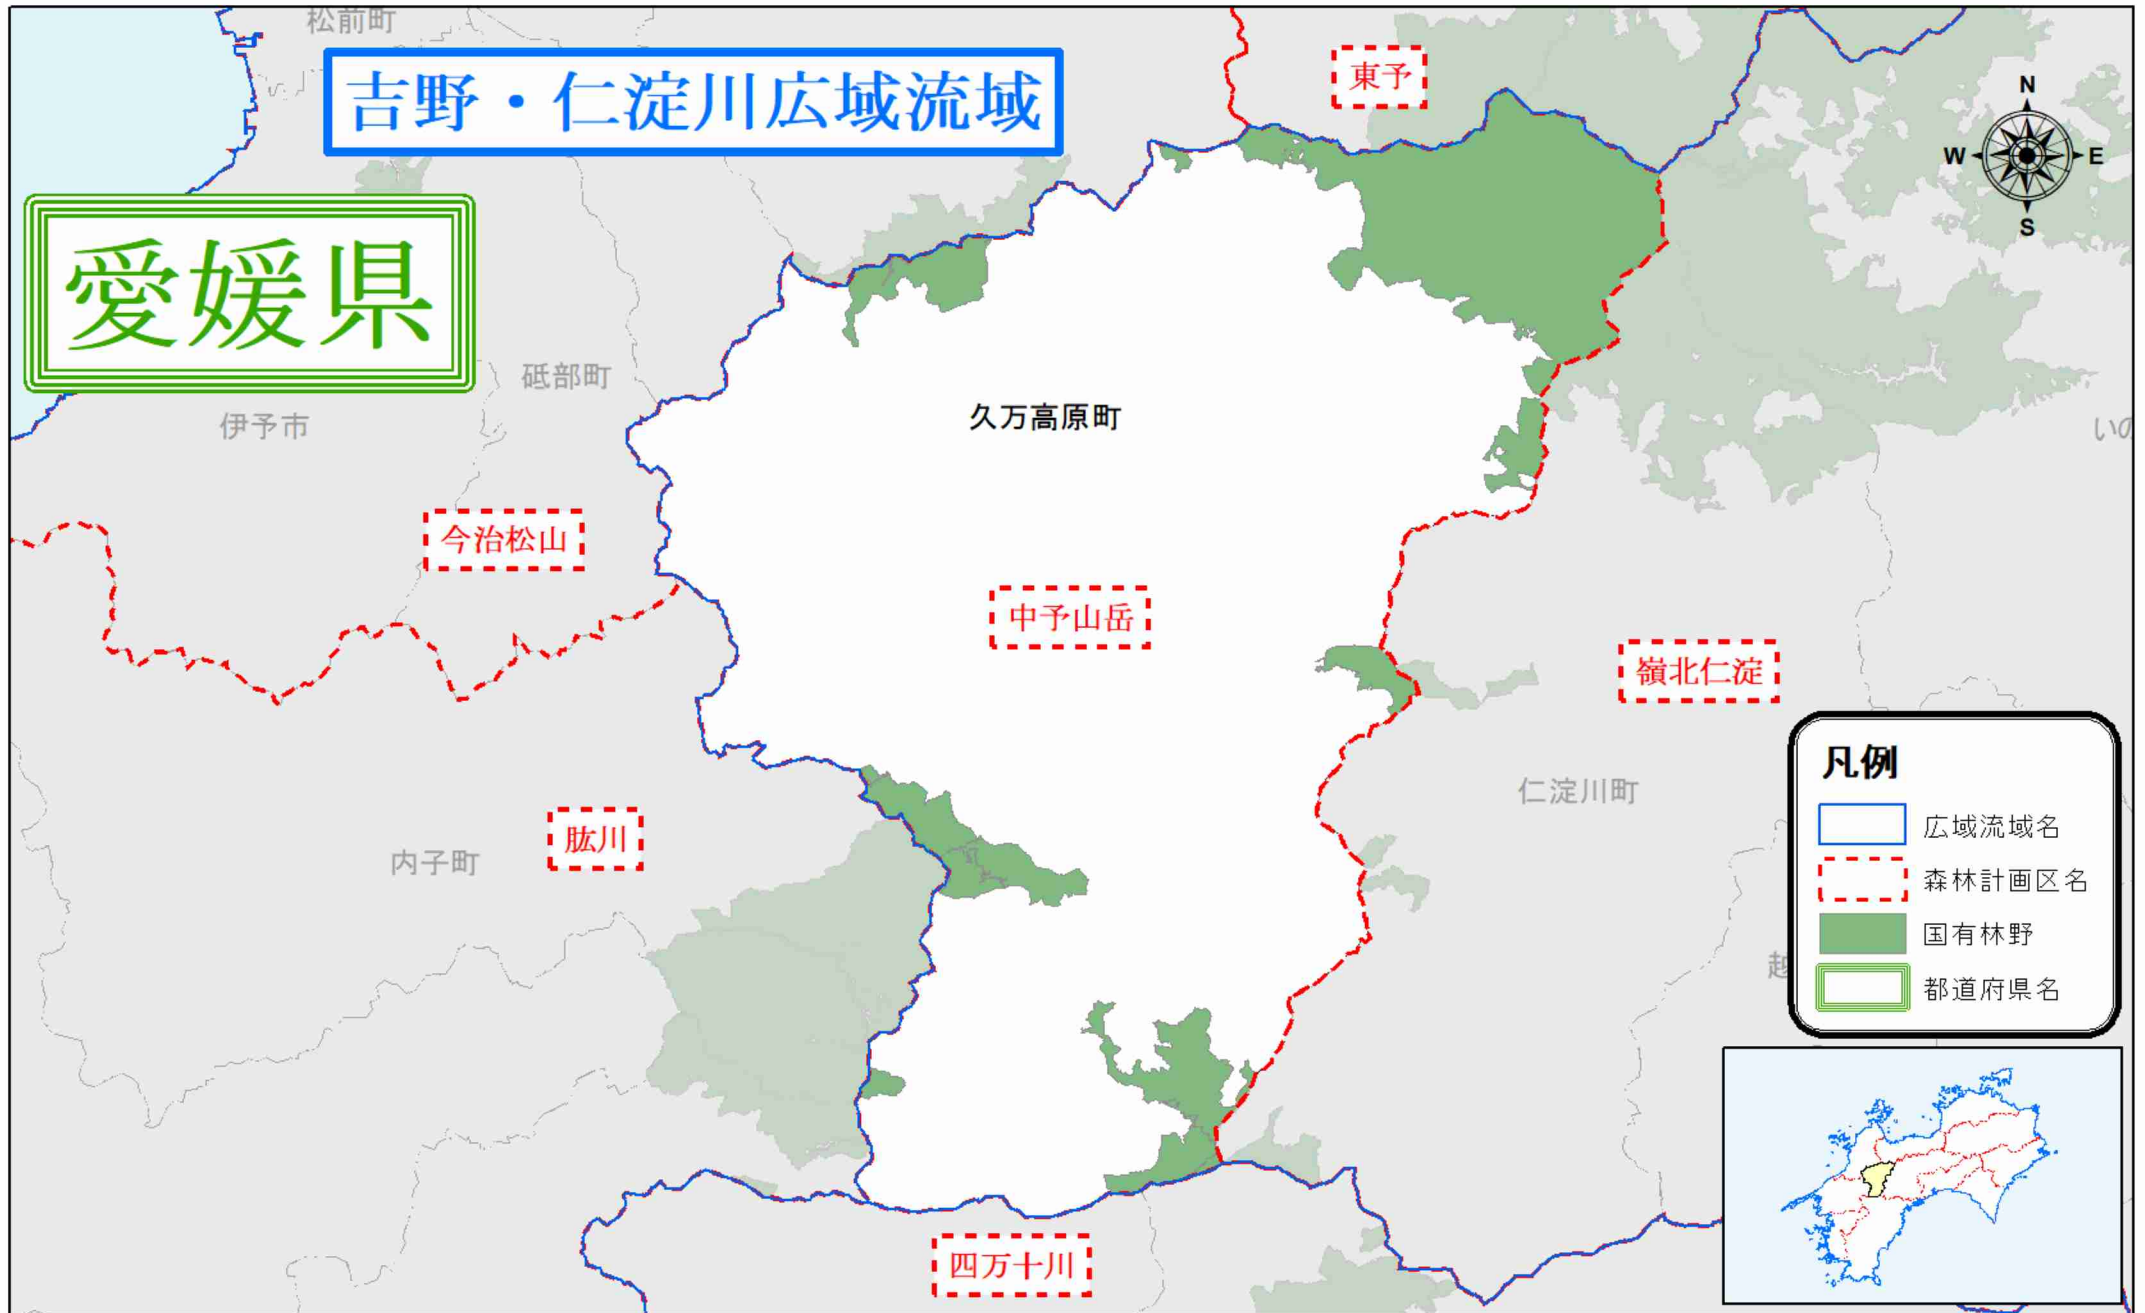 松前町
吉野・仁淀川広域流域
東予
N
W
E
S
愛媛県
砥部町
伊予市
久万高原町
いの
今治松山
中予山岳
嶺北仁淀
凡例
広域流域名
森林計画区名
国有林野
都道府県名
仁淀川町
肱川
内子町
越
四万十川